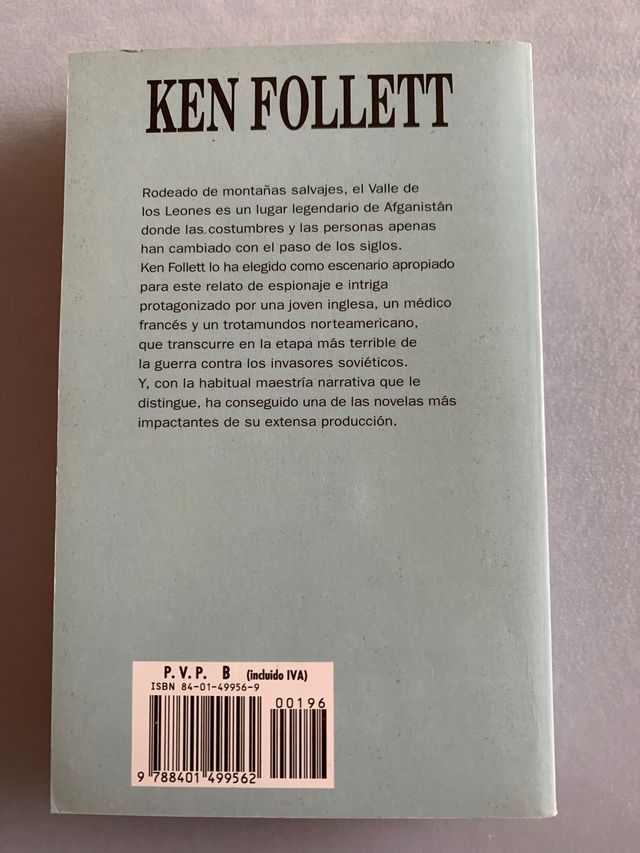 KEN FOLLETT
Rodeado de montañas salvajes, el Valle de
los Leones es un lugar legendario de Afganistán
donde las costumbres y las personas apenas
han cambiado con el paso de los siglos.
Ken Follett lo ha elegido como escenario apropiado
para este relato de espionaje e intriga
protagonizado por una joven inglesa, un médico
francés y un trotamundos norteamericano,
que transcurre en la etapa más terrible de
la guerra contra los invasores soviéticos.
Y, con la habitual maestría narrativa que le
distingue, ha conseguido una de las novelas más
impactantes de su extensa producción.
P.V.P. B (incluido IVA)
ISBN 84-01-49956-9
00196
9 788401 499562